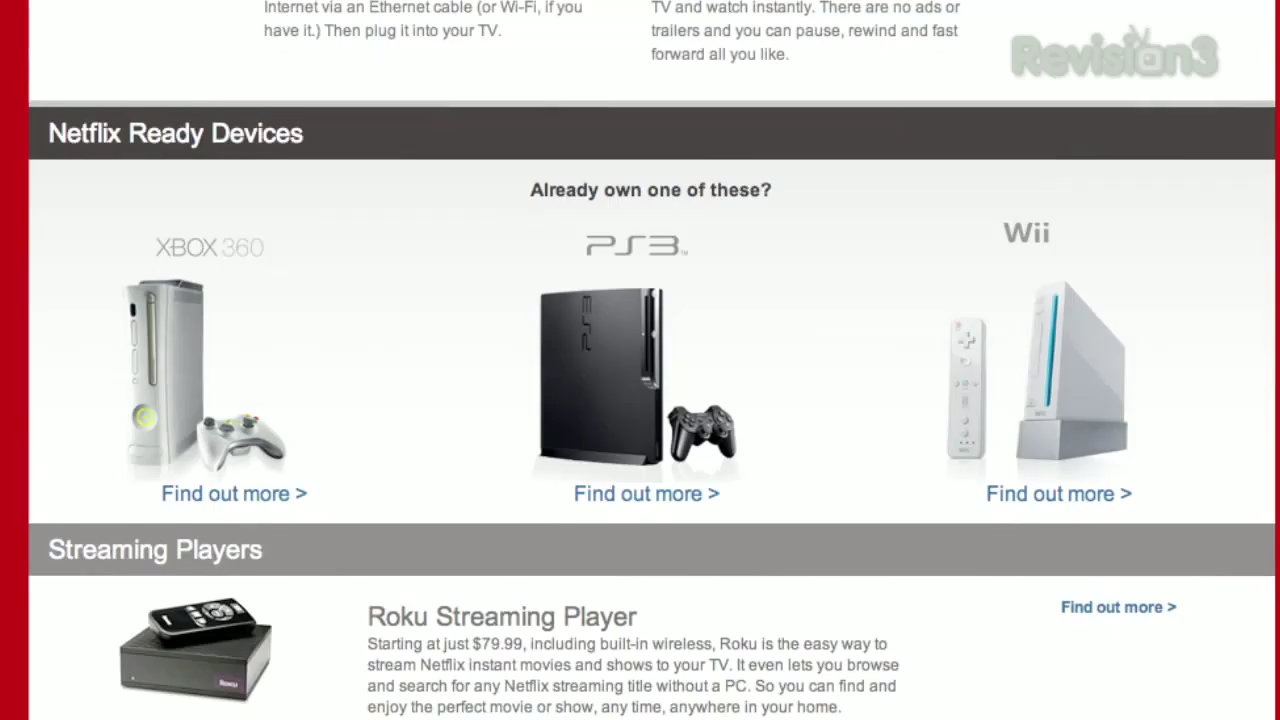 Internet via an Ethernet cable (or Wi-Fi, if you
have it.) Then plug it into your TV.
TV and watch instantly. There are no ads or
trailers and you can pause, rewind and fast
forward all you like.
Revision3
Netflix Ready Devices
Already own one of these?
XBOX 360
PS3™
Wii
PS3
Wii
Find out more >
Find out more >
Find out more >
Streaming Players
Roku
Roku Streaming Player
Find out more >
Starting at just $79.99, including built-in wireless, Roku is the easy way to
stream Netflix instant movies and shows to your TV. It even lets you browse
and search for any Netflix streaming title without a PC. So you can find and
enjoy the perfect movie or show, any time, anywhere in your home.